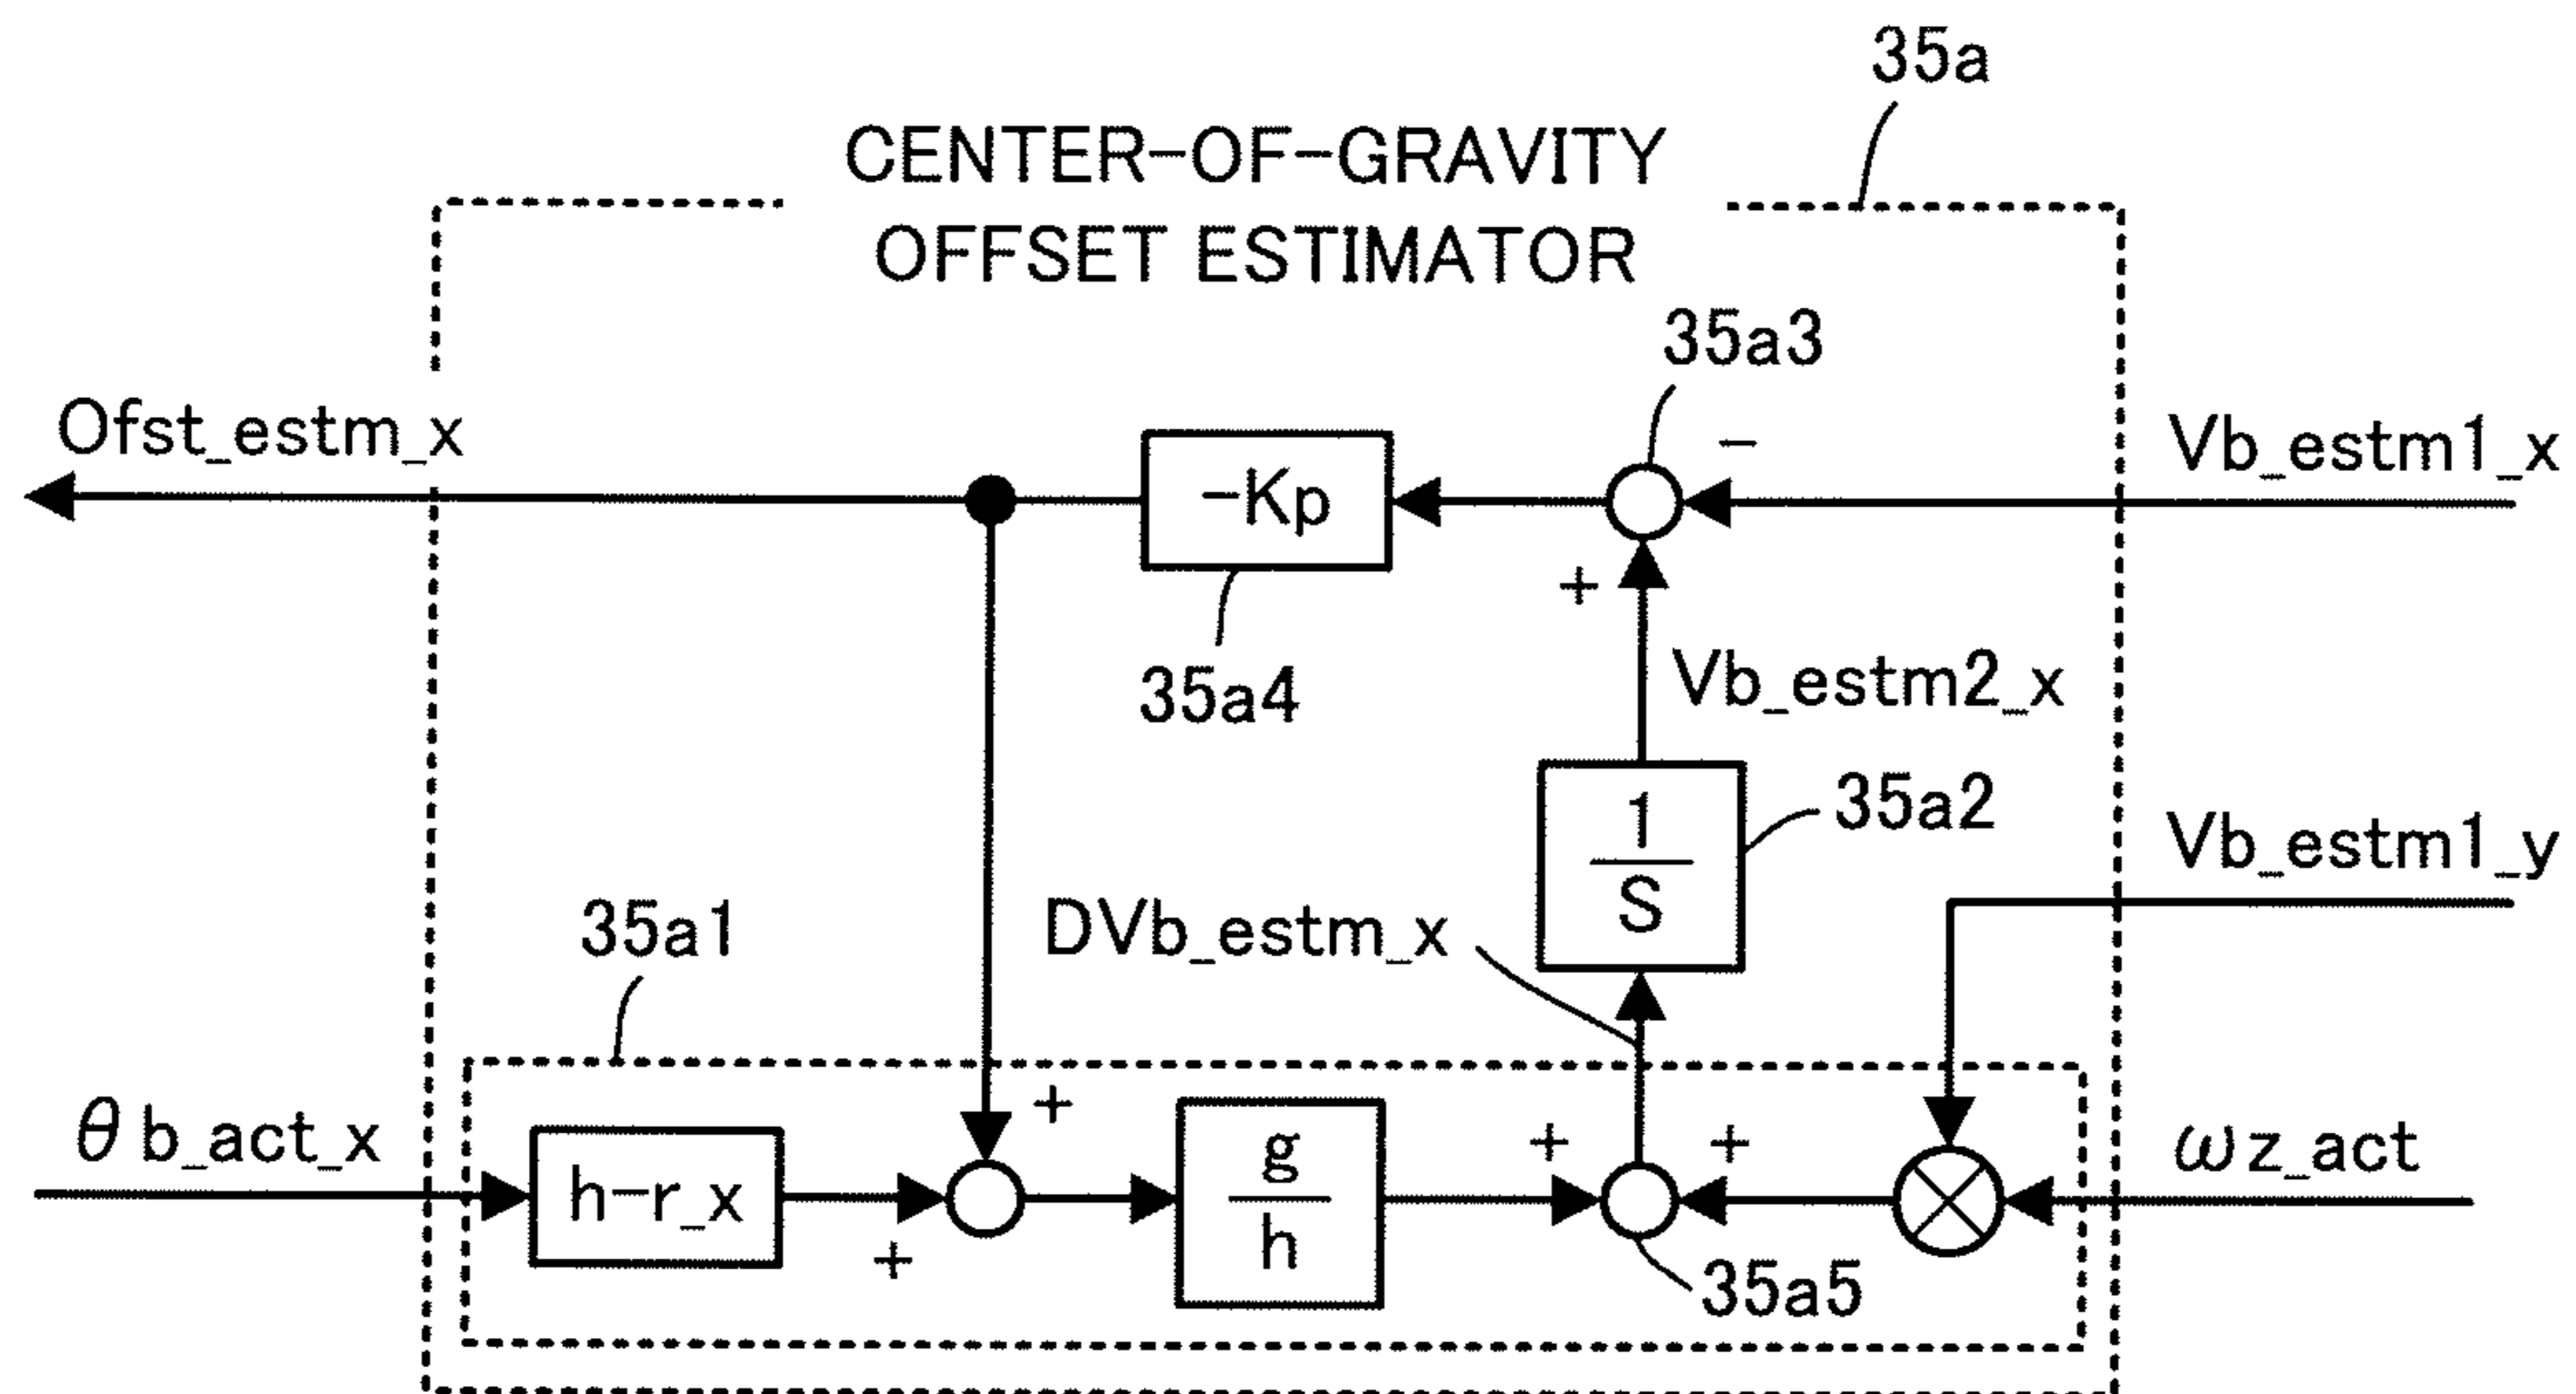 35a
CENTER-OF-GRAVITY
OFFSET ESTIMATOR
35a3
Ofst_estm_x
-Kp
-
Vb_estm1_x
+
35a4
Vb_estm2_x
1
S
35a2
Vb_estm1_y
35a1
DVb_estm_x
+
θb_act_x
h-r_x
+
g
h
+
+
ωz_act
35a5